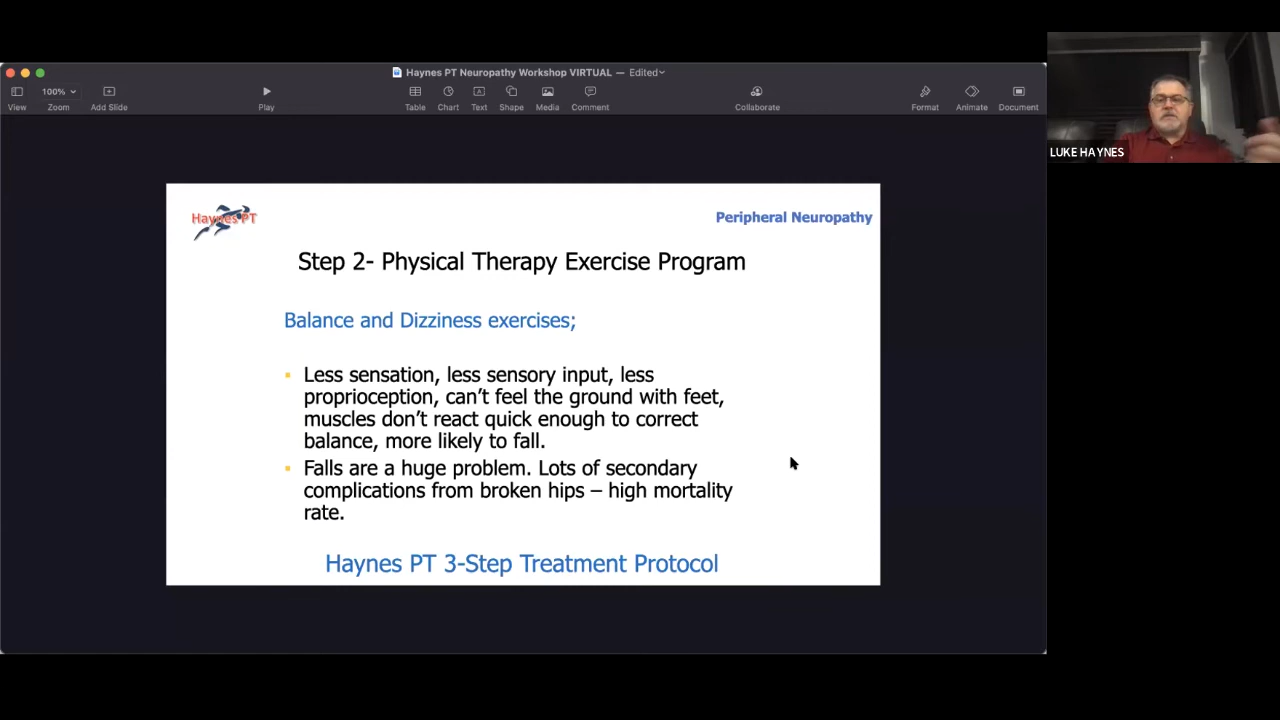 Haynes PT Neuropathy Workshop VIRTUAL — Edited
100%
View
Zoom
Add Slide
Play
Table
Chart
Text
Shape
Media
Comment
Collaborate
Format
Animate
Document
LUKE HAYNES
Haynes PT
Peripheral Neuropathy
Step 2- Physical Therapy Exercise Program
Balance and Dizziness exercises;
▪ Less sensation, less sensory input, less
proprioception, can’t feel the ground with feet,
muscles don’t react quick enough to correct
balance, more likely to fall.
▪ Falls are a huge problem. Lots of secondary
complications from broken hips – high mortality
rate.
Haynes PT 3-Step Treatment Protocol